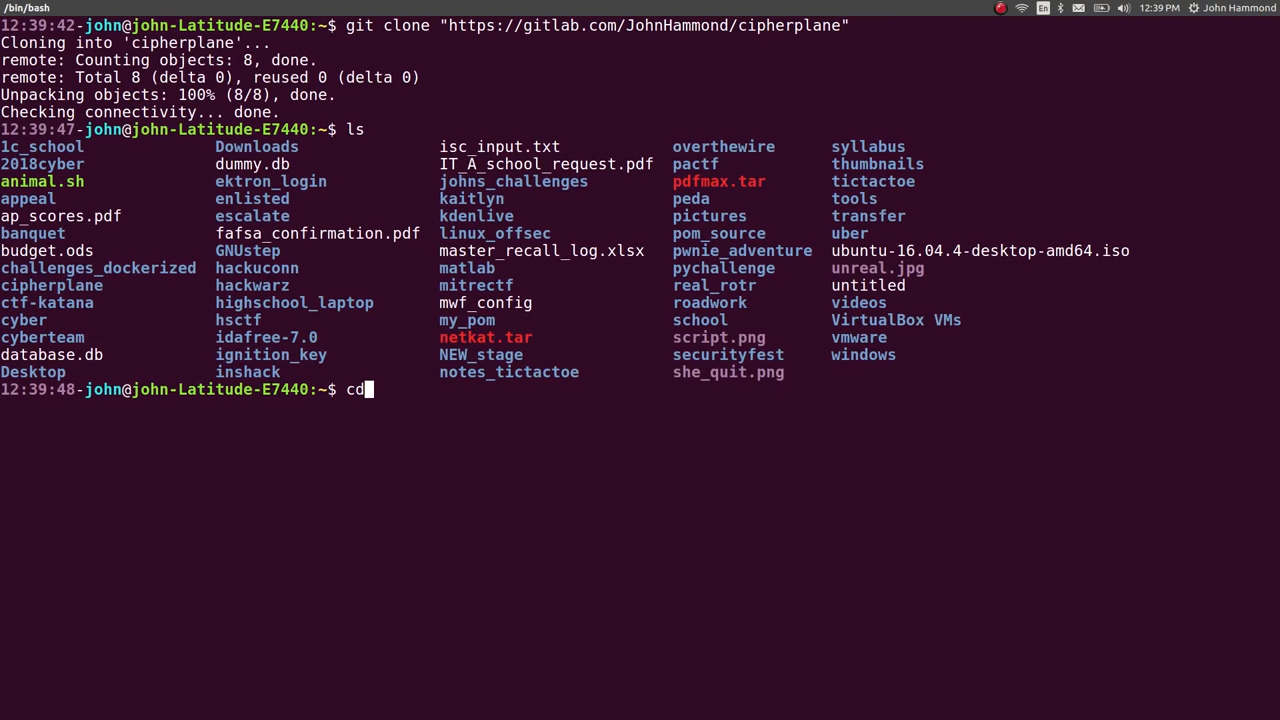 /bin/bash En 12:39 PM John Hammond
12:39:42-john@john-Latitude-E7440:~$ git clone "https://gitlab.com/JohnHammond/cipherplane"
Cloning into 'cipherplane'...
remote: Counting objects: 8, done.
remote: Total 8 (delta 0), reused 0 (delta 0)
Unpacking objects: 100% (8/8), done.
Checking connectivity... done.
12:39:47-john@john-Latitude-E7440:~$ ls
1c_school Downloads isc_input.txt overthewire syllabus
2018cyber dummy.db IT_A_school_request.pdf pactf thumbnails
animal.sh ektron_login johns_challenges pdfmax.tar tictactoe
appeal enlisted kaitlyn peda tools
ap_scores.pdf escalate kdenlive pictures transfer
banquet fafsa_confirmation.pdf linux_offsec pom_source uber
budget.ods GNUstep master_recall_log.xlsx pwnie_adventure ubuntu-16.04.4-desktop-amd64.iso
challenges_dockerized hackuconn matlab pychallenge unreal.jpg
cipherplane hackwarz mitrectf real_rotr untitled
ctf-katana highschool_laptop mwf_config roadwork videos
cyber hsctf my_pom school VirtualBox VMs
cyberteam idafree-7.0 netkat.tar script.png vmware
database.db ignition_key NEW_stage securityfest windows
Desktop inshack notes_tictactoe she_quit.png
12:39:48-john@john-Latitude-E7440:~$ cd